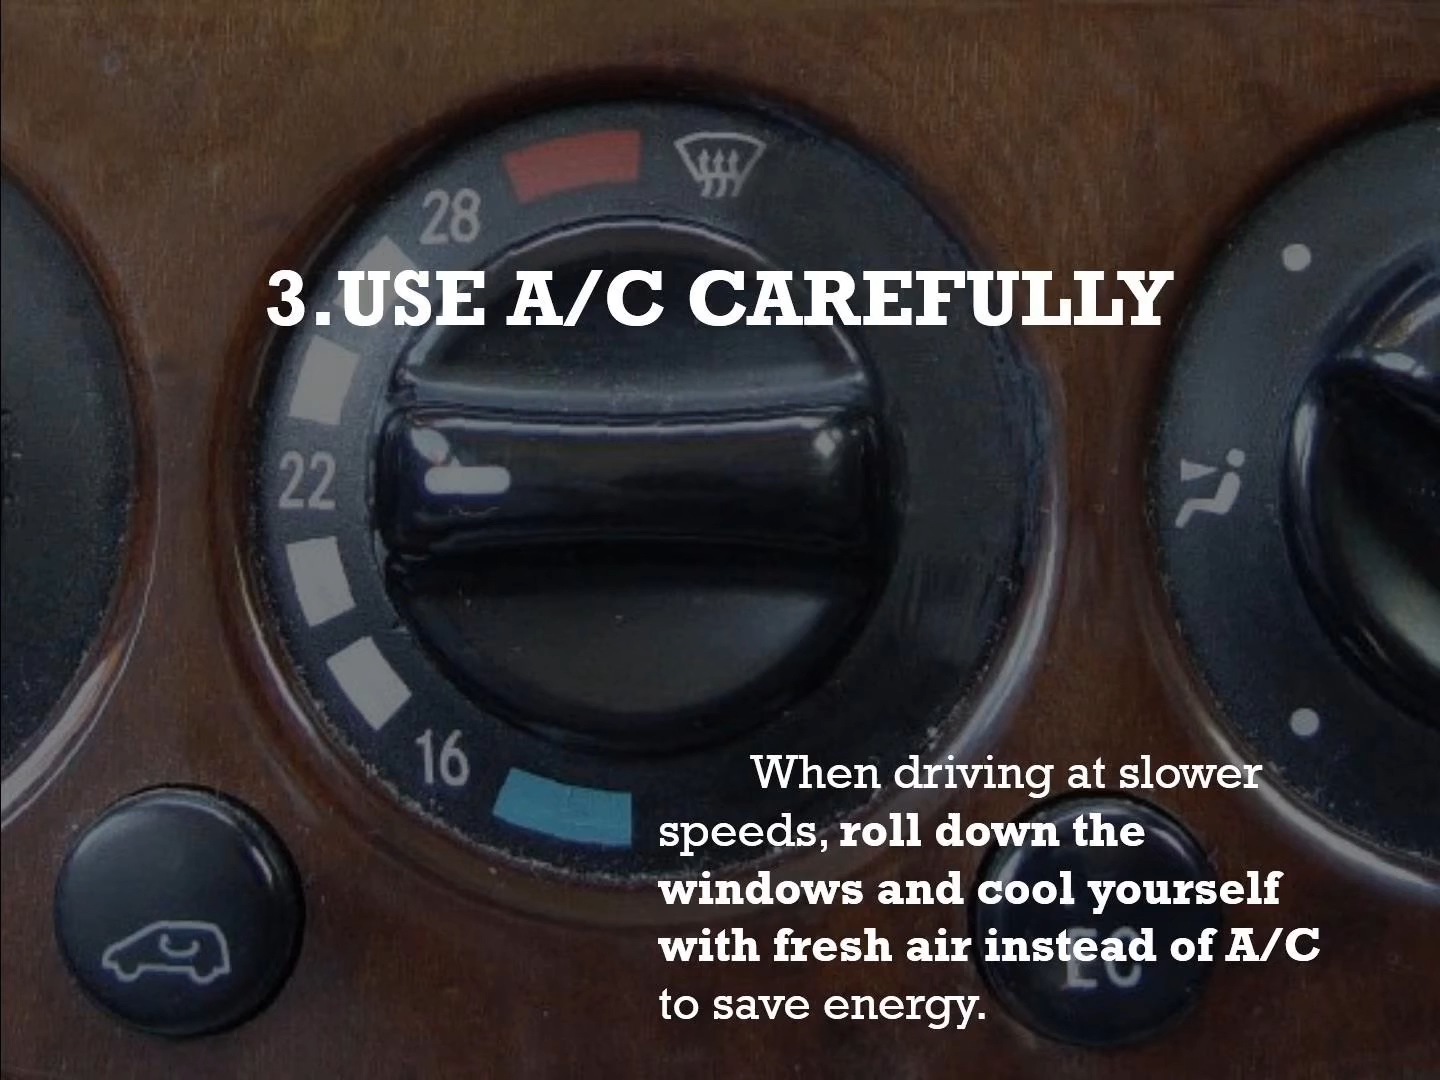 28
3.USE A/C CAREFULLY
22
16
When driving at slower
speeds, roll down the
windows and cool yourself
with fresh air instead of A/C
EC
to save energy.